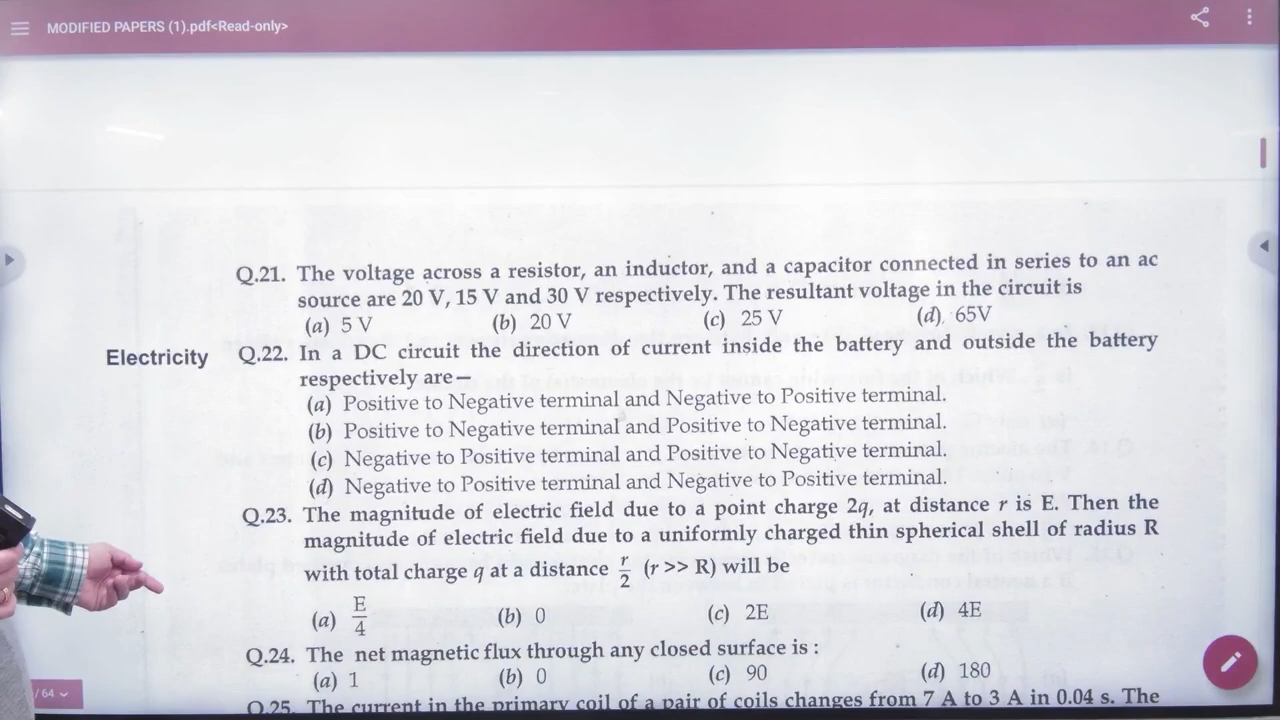 MODIFIED PAPERS (1).pdf<Read-only>
Q.21. The voltage across a resistor, an inductor, and a capacitor connected in series to an ac
source are 20 V, 15 V and 30 V respectively. The resultant voltage in the circuit is
(a) 5 V (b) 20 V (c) 25 V (d) 65V
Electricity Q.22. In a DC circuit the direction of current inside the battery and outside the battery
respectively are—
(a) Positive to Negative terminal and Negative to Positive terminal.
(b) Positive to Negative terminal and Positive to Negative terminal.
(c) Negative to Positive terminal and Positive to Negative terminal.
(d) Negative to Positive terminal and Negative to Positive terminal.
Q.23. The magnitude of electric field due to a point charge 2q, at distance r is E. Then the
magnitude of electric field due to a uniformly charged thin spherical shell of radius R
with total charge q at a distance r/2 (r >> R) will be
(a) E/4 (b) 0 (c) 2E (d) 4E
Q.24. The net magnetic flux through any closed surface is :
(a) 1 (b) 0 (c) 90 (d) 180
Q.25. The current in the primary coil of a pair of coils changes from 7 A to 3 A in 0.04 s. The
/ 64